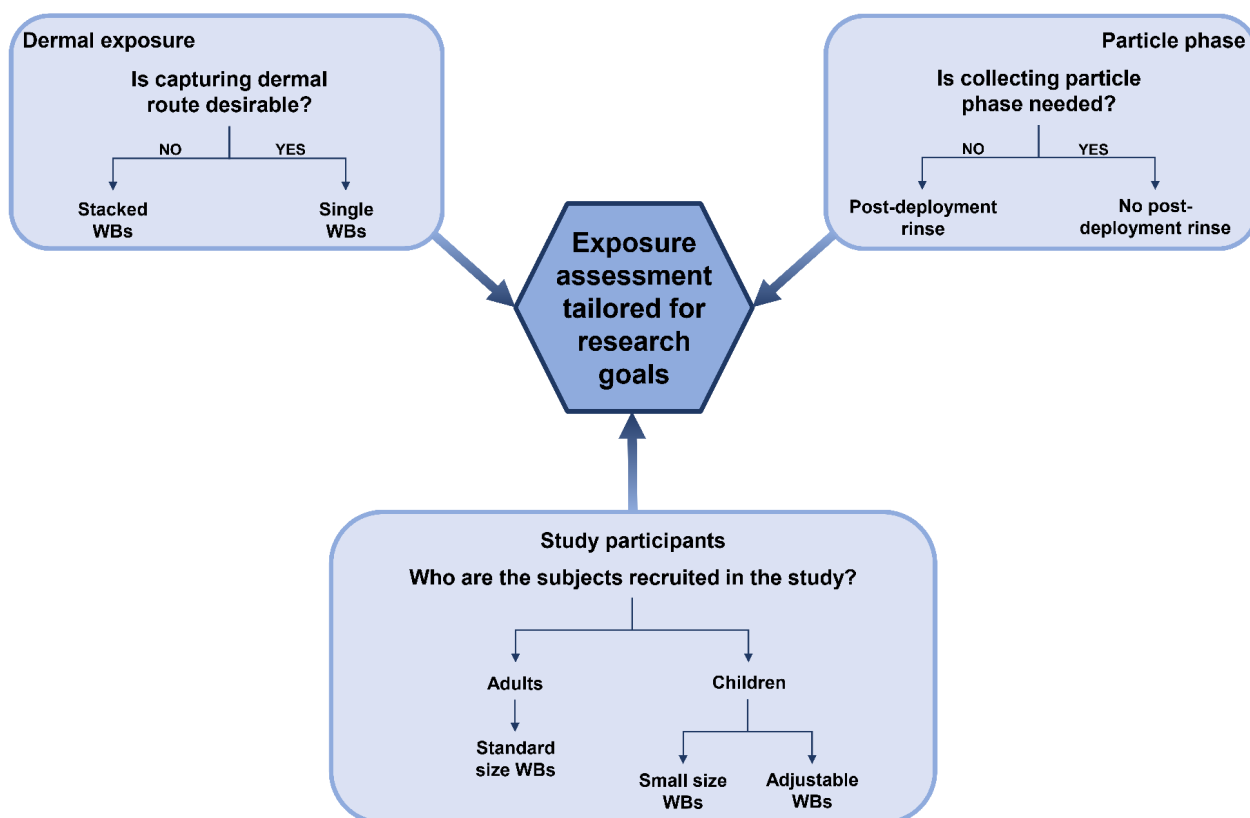 Dermal exposure
Is capturing dermal
route desirable?
NO
YES
Stacked
WBs
Single
WBs
Particle phase
Is collecting particle
phase needed?
NO
YES
Post-deployment
rinse
No post-
deployment rinse
Exposure
assessment
tailored for
research
goals
Study participants
Who are the subjects recruited in the study?
Adults
Children
Standard
size WBs
Small size
WBs
Adjustable
WBs